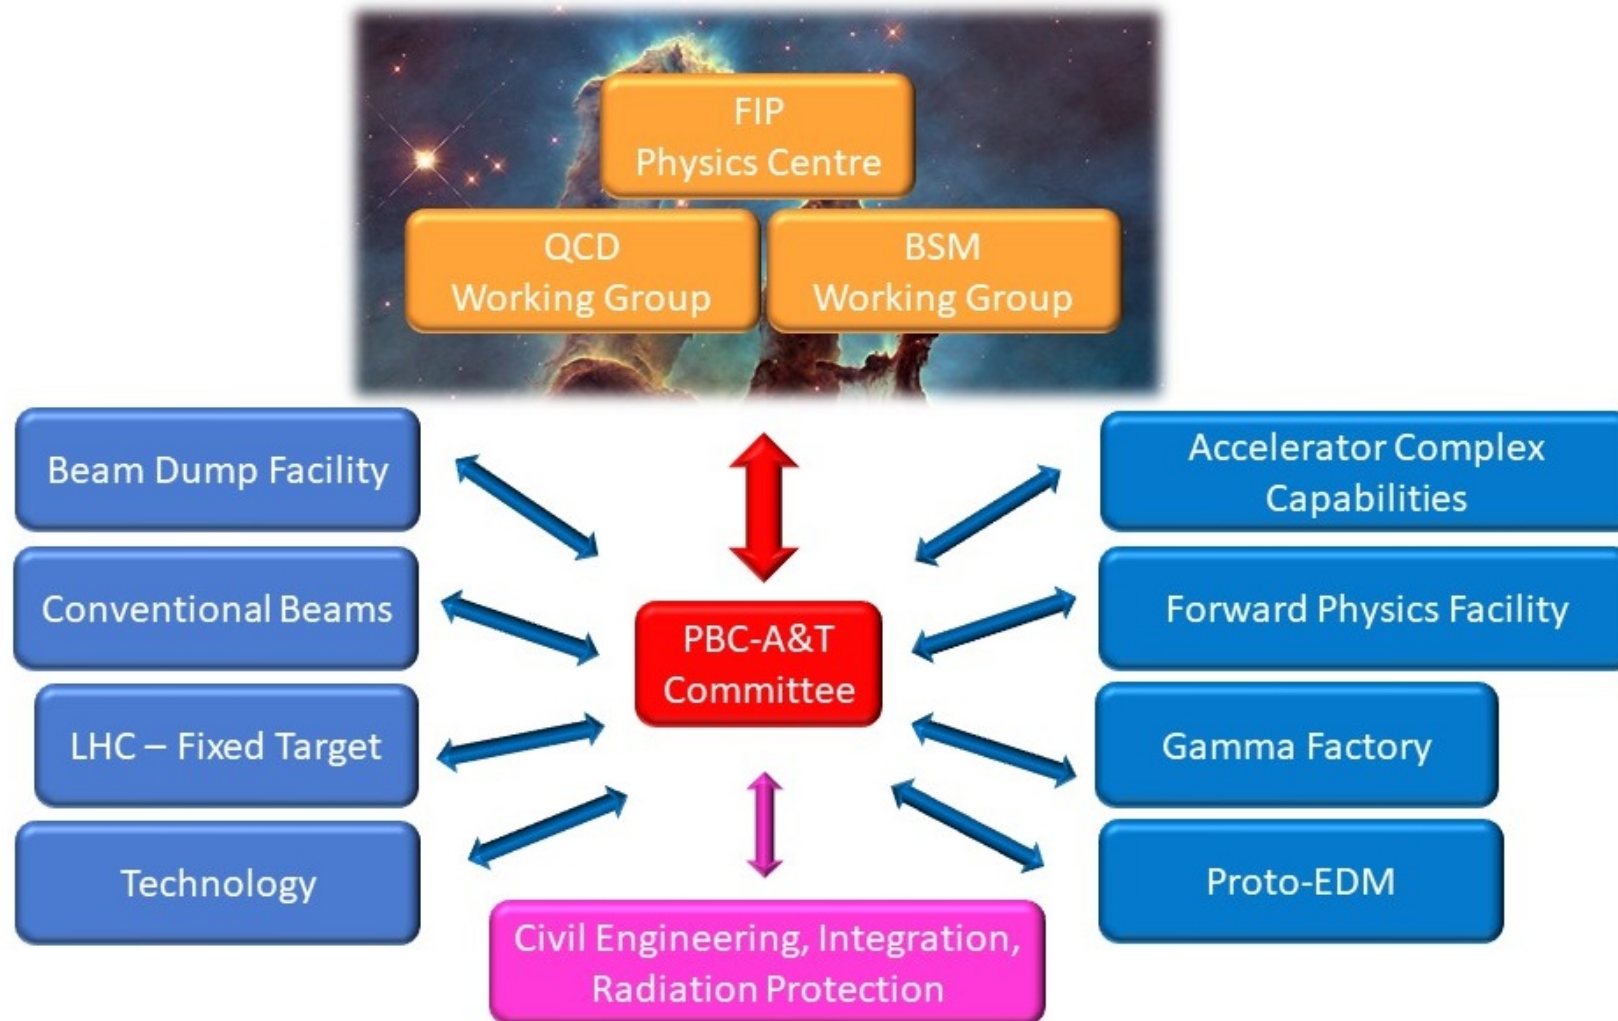 FIP
Physics Centre
QCD
Working Group
BSM
Working Group
Beam Dump Facility
Conventional Beams
LHC – Fixed Target
Technology
PBC-A&T
Committee
Civil Engineering, Integration,
Radiation Protection
Accelerator Complex
Capabilities
Forward Physics Facility
Gamma Factory
Proto-EDM